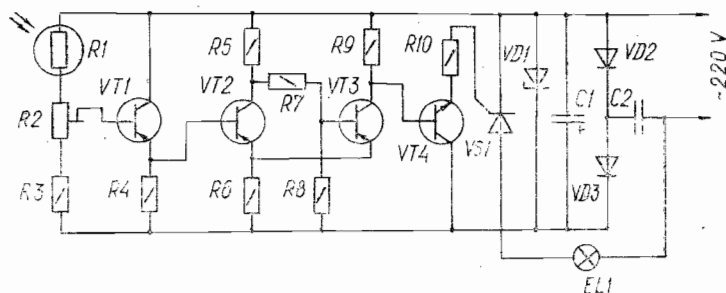 R1
R2
R3
VT1
R4
R5
VT2
R6
R7
R8
R9
VT3
R10
VT4
VS1
VD1
C1
VD2
C2
VD3
EL1
~220 V